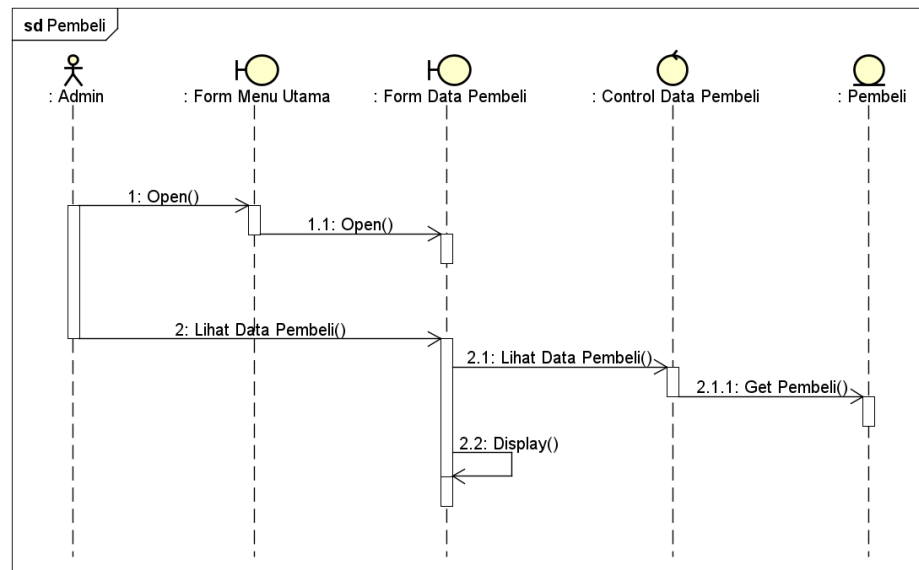 sd Pembeli
: Admin
: Form Menu Utama
: Form Data Pembeli
: Control Data Pembeli
: Pembeli
1: Open()
1.1: Open()
2: Lihat Data Pembeli()
2.1: Lihat Data Pembeli()
2.1.1: Get Pembeli()
2.2: Display()